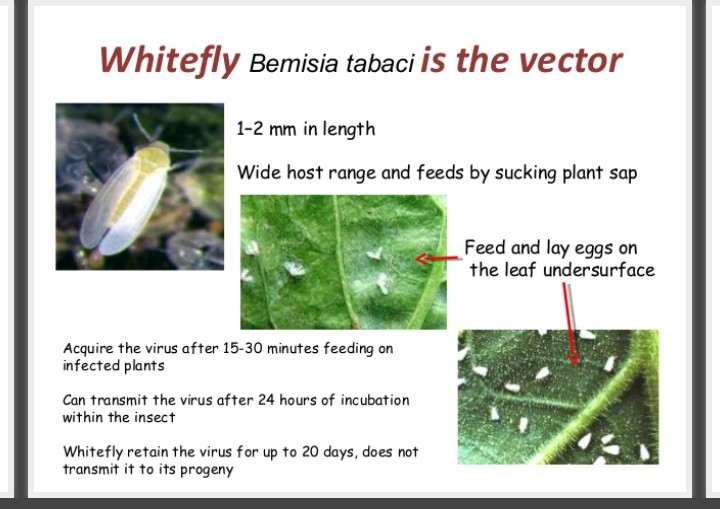 Whitefly Bemisia tabaci is the vector
1-2 mm in length
Wide host range and feeds by sucking plant sap
Feed and lay eggs on
the leaf undersurface
Acquire the virus after 15-30 minutes feeding on
infected plants
Can transmit the virus after 24 hours of incubation
within the insect
Whitefly retain the virus for up to 20 days, does not
transmit it to its progeny